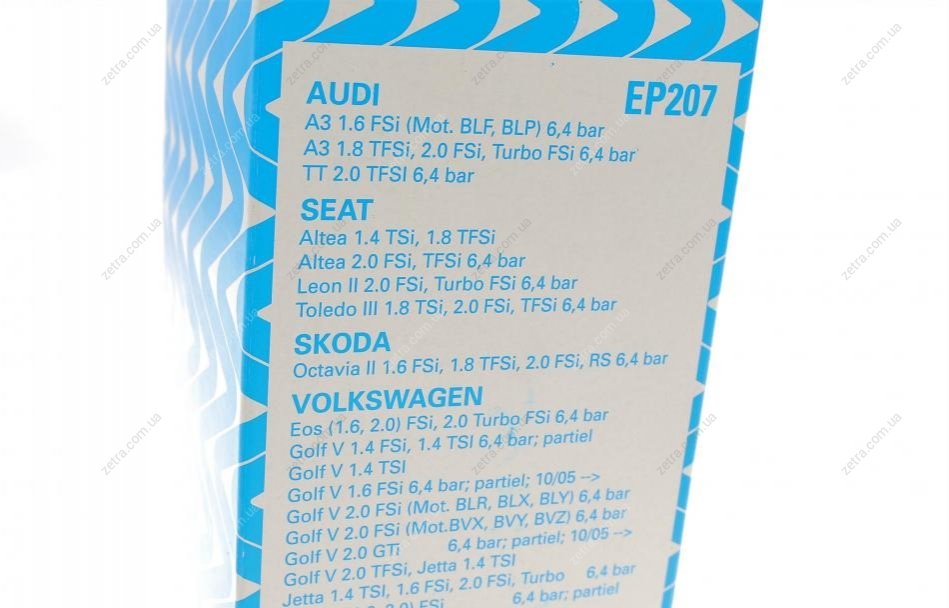 AUDI
EP207
A3 1.6 FSi (Mot. BLF, BLP) 6,4 bar
A3 1.8 TFSi, 2.0 FSi, Turbo FSi 6,4 bar
TT 2.0 TFSI 6,4 bar
SEAT
Altea 1.4 TSi, 1.8 TFSi
Altea 2.0 FSi, TFSi 6,4 bar
Leon II 2.0 FSi, Turbo FSi 6,4 bar
Toledo III 1.8 TSi, 2.0 FSi, TFSi 6,4 bar
SKODA
Octavia II 1.6 FSi, 1.8 TFSi, 2.0 FSi, RS 6,4 bar
VOLKSWAGEN
Eos (1.6, 2.0) FSi, 2.0 Turbo FSi 6,4 bar
Golf V 1.4 FSi, 1.4 TSI 6,4 bar; partiel
Golf V 1.4 TSI
Golf V 1.6 FSi 6,4 bar; partiel; 10/05 -->
Golf V 2.0 FSi (Mot. BLR, BLX, BLY) 6,4 bar
Golf V 2.0 FSi (Mot.BVX, BVY, BVZ) 6,4 bar
Golf V 2.0 GTi 6,4 bar; partiel; 10/05 -->
Golf V 2.0 TFSi, Jetta 1.4 TSI
Jetta 1.4 TSI, 1.6 FSi, 2.0 FSi, Turbo 6,4 bar
2.0) FSi 6,4 bar; partiel
zetra.com.ua